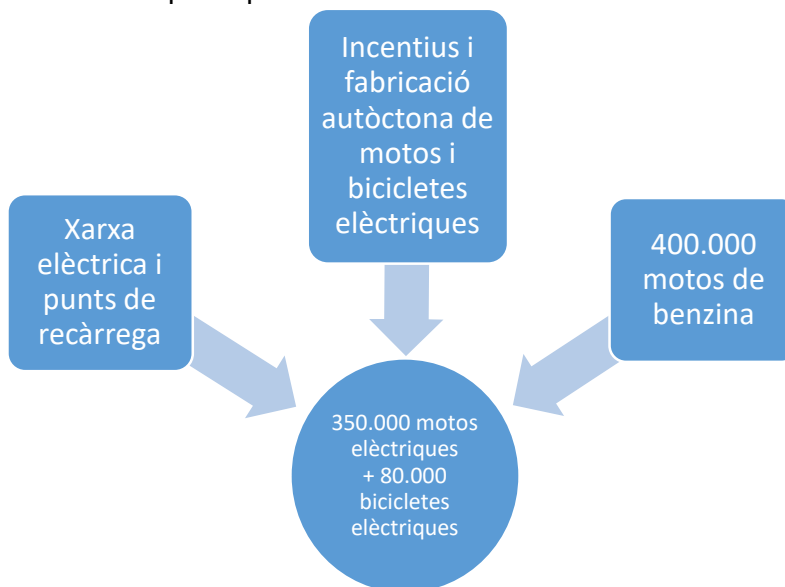 Incentius i
fabricació
autòctona de
motos i
bicicletes
elèctriques
Xarxa
elèctrica i
punts de
recàrrega
400.000
motos de
benzina
350.000 motos
elèctriques
+ 80.000
bicicletes
elèctriques